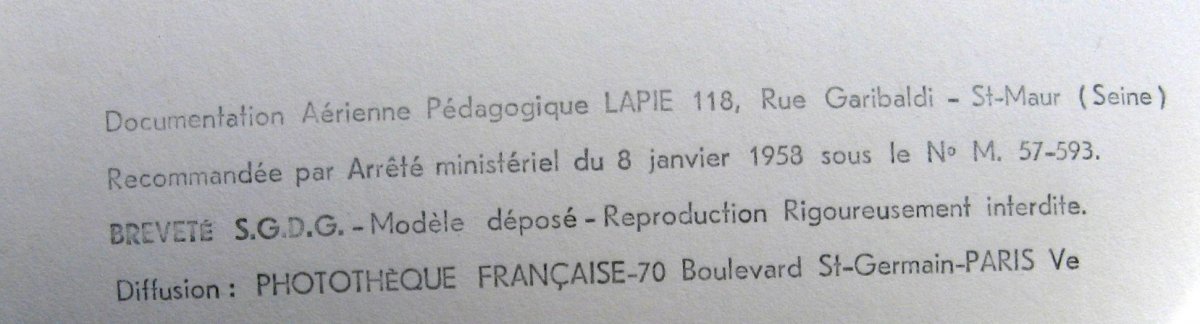 Documentation Aérienne Pédagogique LAPIE 118, Rue Garibaldi - St-Maur (Seine)
Recommandée par Arrêté ministériel du 8 janvier 1958 sous le N° M. 57-593.
BREVETÉ S.G.D.G. - Modèle déposé - Reproduction Rigoureusement interdite.
Diffusion : PHOTOTHÈQUE FRANÇAISE-70 Boulevard St-Germain-PARIS Ve